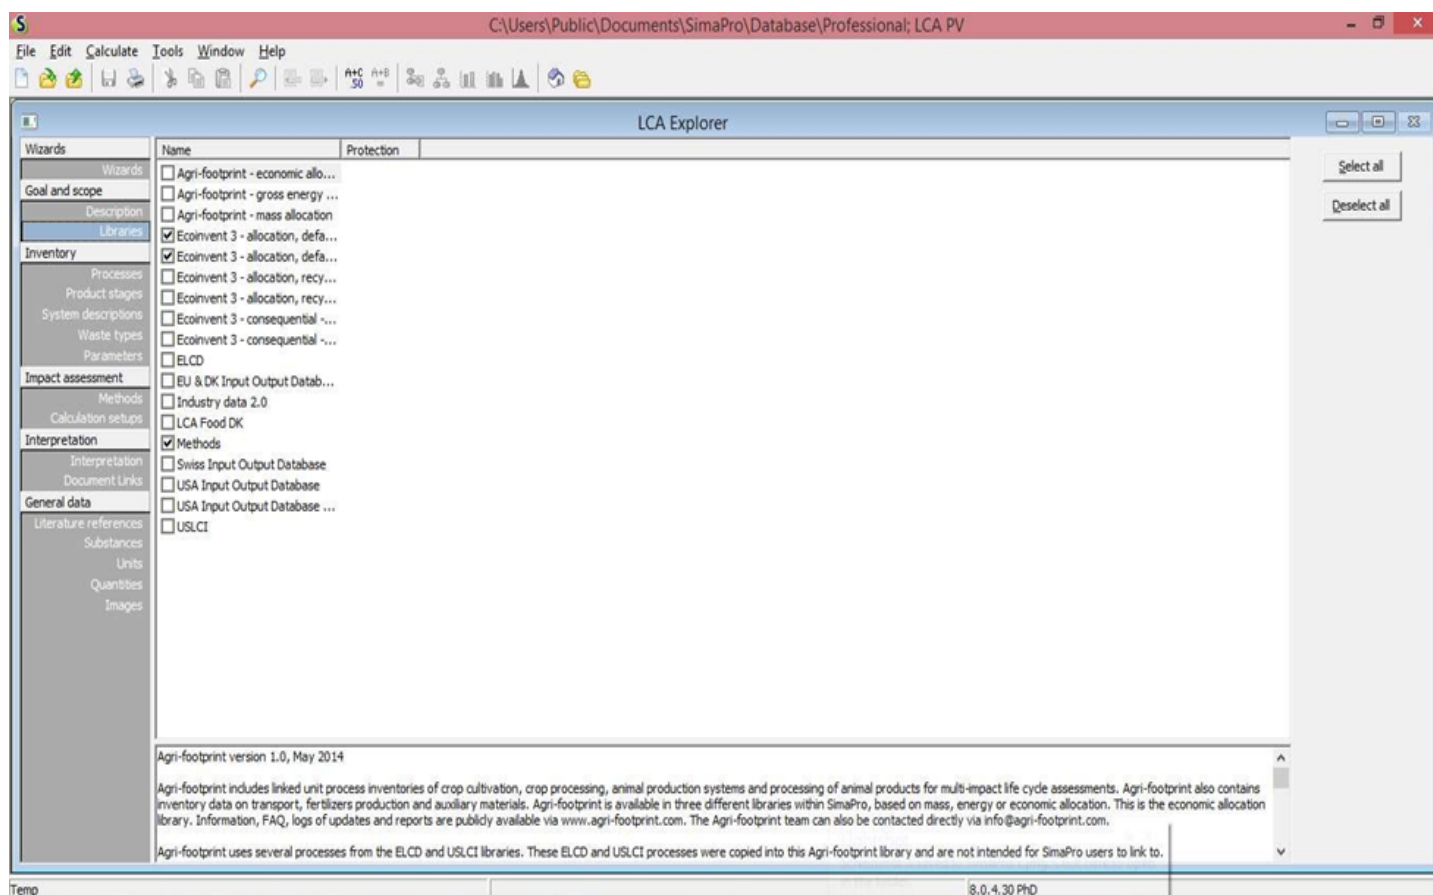 C:\Users\Public\Documents\SimaPro\Database\Professional; LCA PV
File Edit Calculate Tools Window Help
A+C 50 A+B =
LCA Explorer
Wizards
Wizards
Goal and scope
Description
Libraries
Inventory
Processes
Product stages
System descriptions
Waste types
Parameters
Impact assessment
Methods
Calculation setups
Interpretation
Interpretation
Document Links
General data
Literature references
Substances
Units
Quantities
Images
Name Protection
Agri-footprint - economic allo...
Agri-footprint - gross energy ...
Agri-footprint - mass allocation
Ecoinvent 3 - allocation, defa...
Ecoinvent 3 - allocation, defa...
Ecoinvent 3 - allocation, recy...
Ecoinvent 3 - allocation, recy...
Ecoinvent 3 - consequential -...
Ecoinvent 3 - consequential -...
ELCD
EU & DK Input Output Datab...
Industry data 2.0
LCA Food DK
Methods
Swiss Input Output Database
USA Input Output Database
USA Input Output Database ...
USLCI
Select all
Deselect all
Agri-footprint version 1.0, May 2014
Agri-footprint includes linked unit process inventories of crop cultivation, crop processing, animal production systems and processing of animal products for multi-impact life cycle assessments. Agri-footprint also contains
inventory data on transport, fertilizers production and auxiliary materials. Agri-footprint is available in three different libraries within SimaPro, based on mass, energy or economic allocation. This is the economic allocation
library. Information, FAQ, logs of updates and reports are publicly available via www.agri-footprint.com. The Agri-footprint team can also be contacted directly via info@agri-footprint.com.
Agri-footprint uses several processes from the ELCD and USLCI libraries. These ELCD and USLCI processes were copied into this Agri-footprint library and are not intended for SimaPro users to link to.
Temp 8.0.4.30 PhD